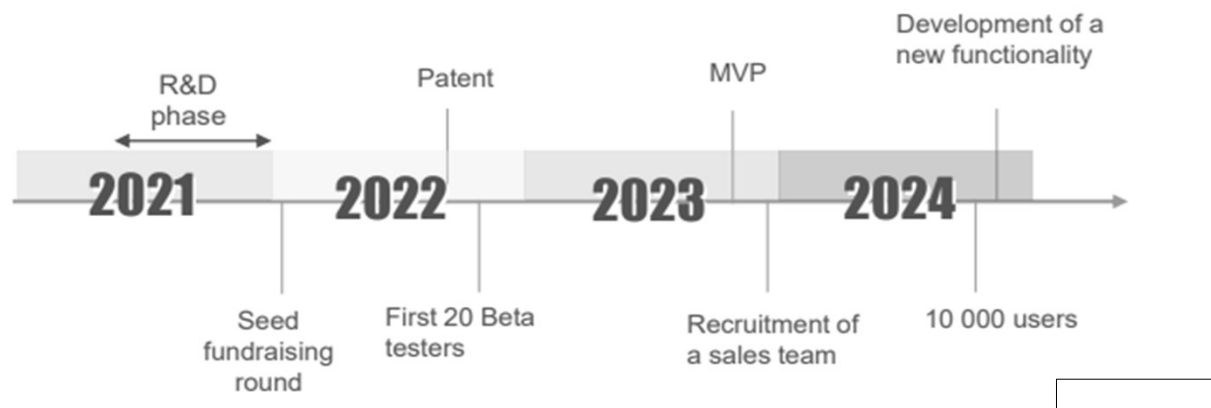 Development of a
new functionality
R&D
phase
Patent
MVP
2021
2022
2023
2024
Seed
fundraising
round
First 20 Beta
testers
Recruitment of
a sales team
10 000 users